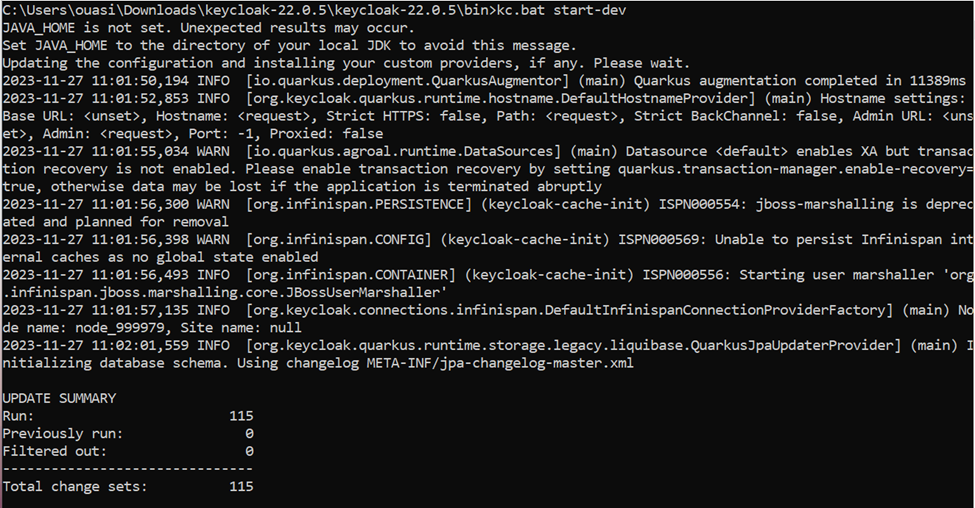 C:\Users\ouasi\Downloads\keycloak-22.0.5\keycloak-22.0.5\bin>kc.bat start-dev
JAVA_HOME is not set. Unexpected results may occur.
Set JAVA_HOME to the directory of your local JDK to avoid this message.
Updating the configuration and installing your custom providers, if any. Please wait.
2023-11-27 11:01:50,194 INFO  [io.quarkus.deployment.QuarkusAugmentor] (main) Quarkus augmentation completed in 11389ms
2023-11-27 11:01:52,853 INFO  [org.keycloak.quarkus.runtime.hostname.DefaultHostnameProvider] (main) Hostname settings:
Base URL: <unset>, Hostname: <request>, Strict HTTPS: false, Path: <request>, Strict BackChannel: false, Admin URL: <uns
et>, Admin: <request>, Port: -1, Proxied: false
2023-11-27 11:01:55,034 WARN  [io.quarkus.agroal.runtime.DataSources] (main) Datasource <default> enables XA but transac
tion recovery is not enabled. Please enable transaction recovery by setting quarkus.transaction-manager.enable-recovery=
true, otherwise data may be lost if the application is terminated abruptly
2023-11-27 11:01:56,300 WARN  [org.infinispan.PERSISTENCE] (keycloak-cache-init) ISPN000554: jboss-marshalling is deprec
ated and planned for removal
2023-11-27 11:01:56,398 WARN  [org.infinispan.CONFIG] (keycloak-cache-init) ISPN000569: Unable to persist Infinispan int
ernal caches as no global state enabled
2023-11-27 11:01:56,493 INFO  [org.infinispan.CONTAINER] (keycloak-cache-init) ISPN000556: Starting user marshaller 'org
.infinispan.jboss.marshalling.core.JBossUserMarshaller'
2023-11-27 11:01:57,135 INFO  [org.keycloak.connections.infinispan.DefaultInfinispanConnectionProviderFactory] (main) No
de name: node_999979, Site name: null
2023-11-27 11:02:01,559 INFO  [org.keycloak.quarkus.runtime.storage.legacy.liquibase.QuarkusJpaUpdaterProvider] (main) I
nitializing database schema. Using changelog META-INF/jpa-changelog-master.xml
UPDATE SUMMARY
Run:                        115
Previously run:               0
Filtered out:                 0
-------------------------------
Total change sets:          115